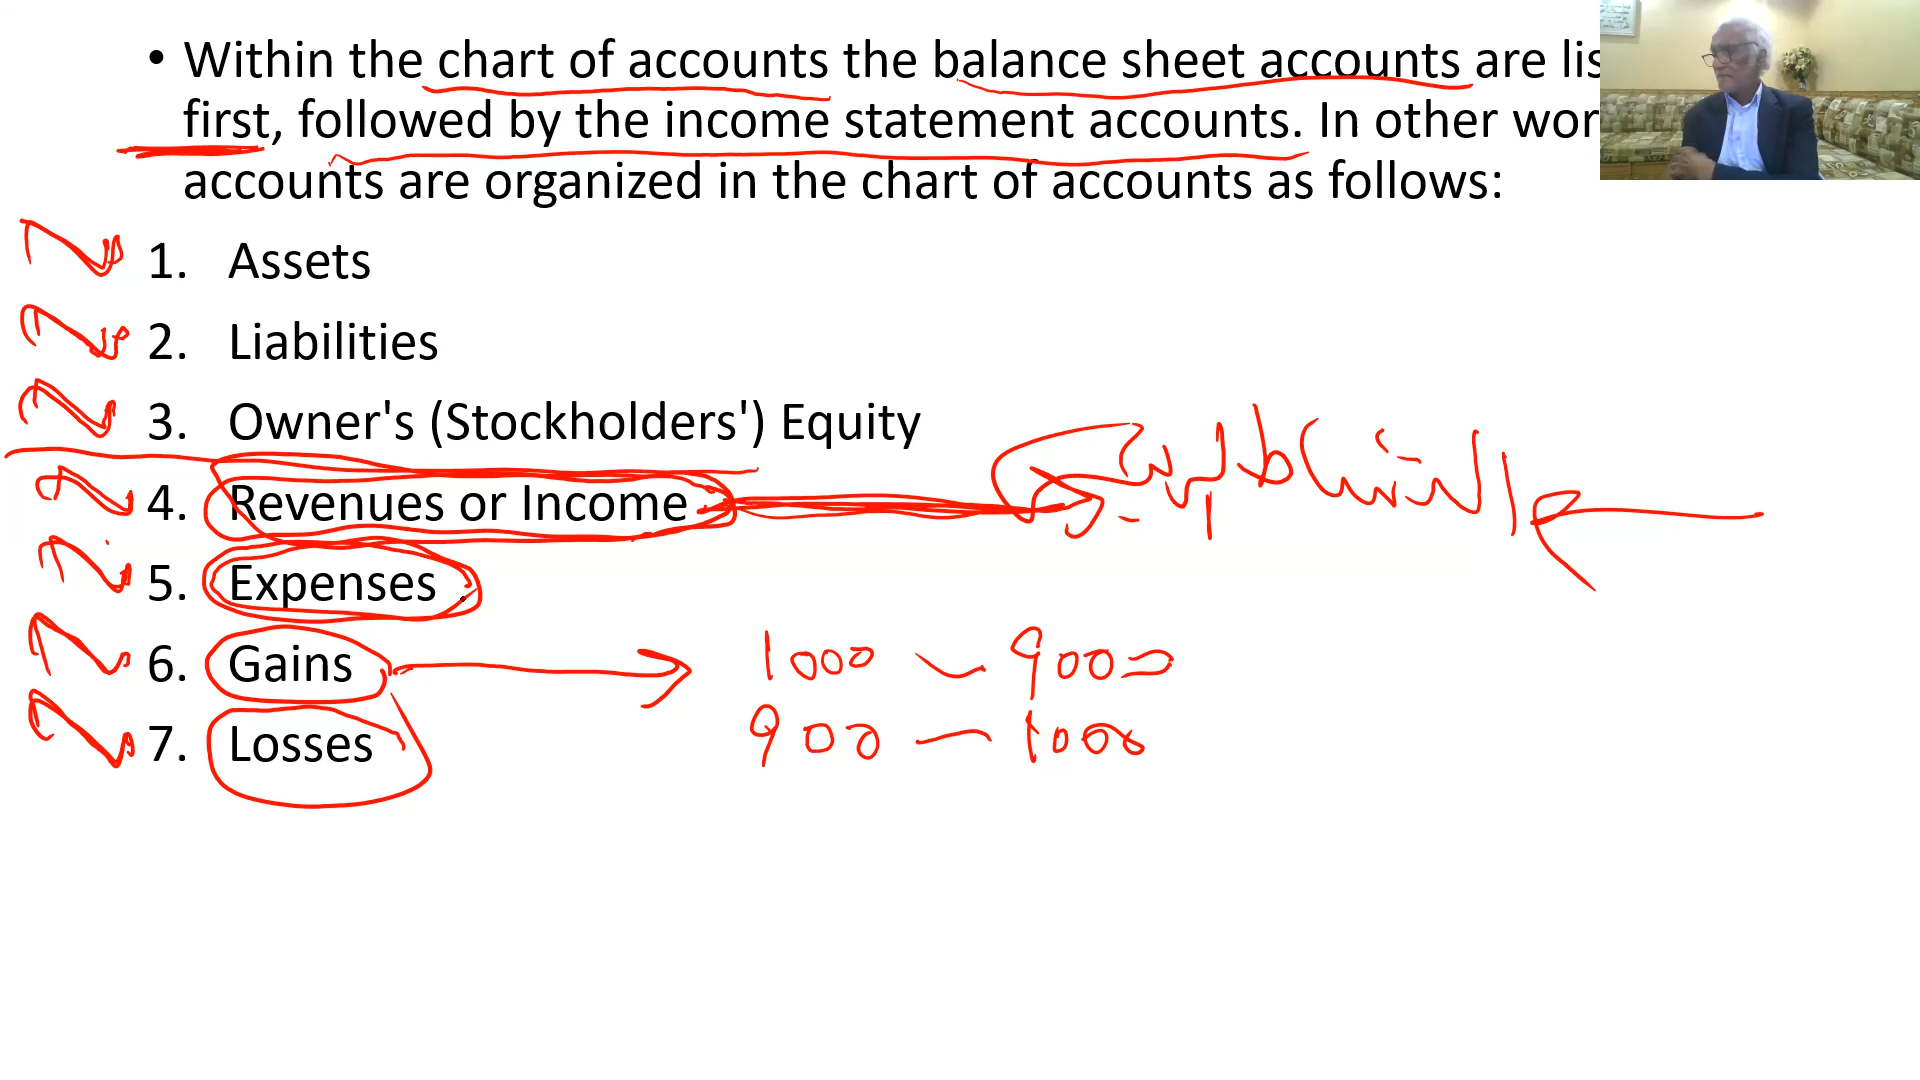 • Within the chart of accounts the balance sheet accounts are lis
first, followed by the income statement accounts. In other wor
accounts are organized in the chart of accounts as follows:
1. Assets
2. Liabilities
3. Owner's (Stockholders') Equity
4. Revenues or Income
5. Expenses
6. Gains
1000 – 9000
7. Losses
900 – 1000